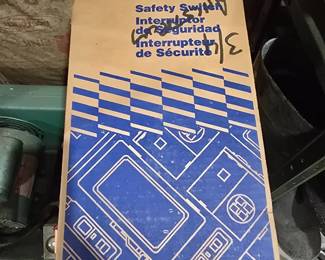 Safety Switch
Interruptor
de Seguridad
Interrupteur
de Sécurité